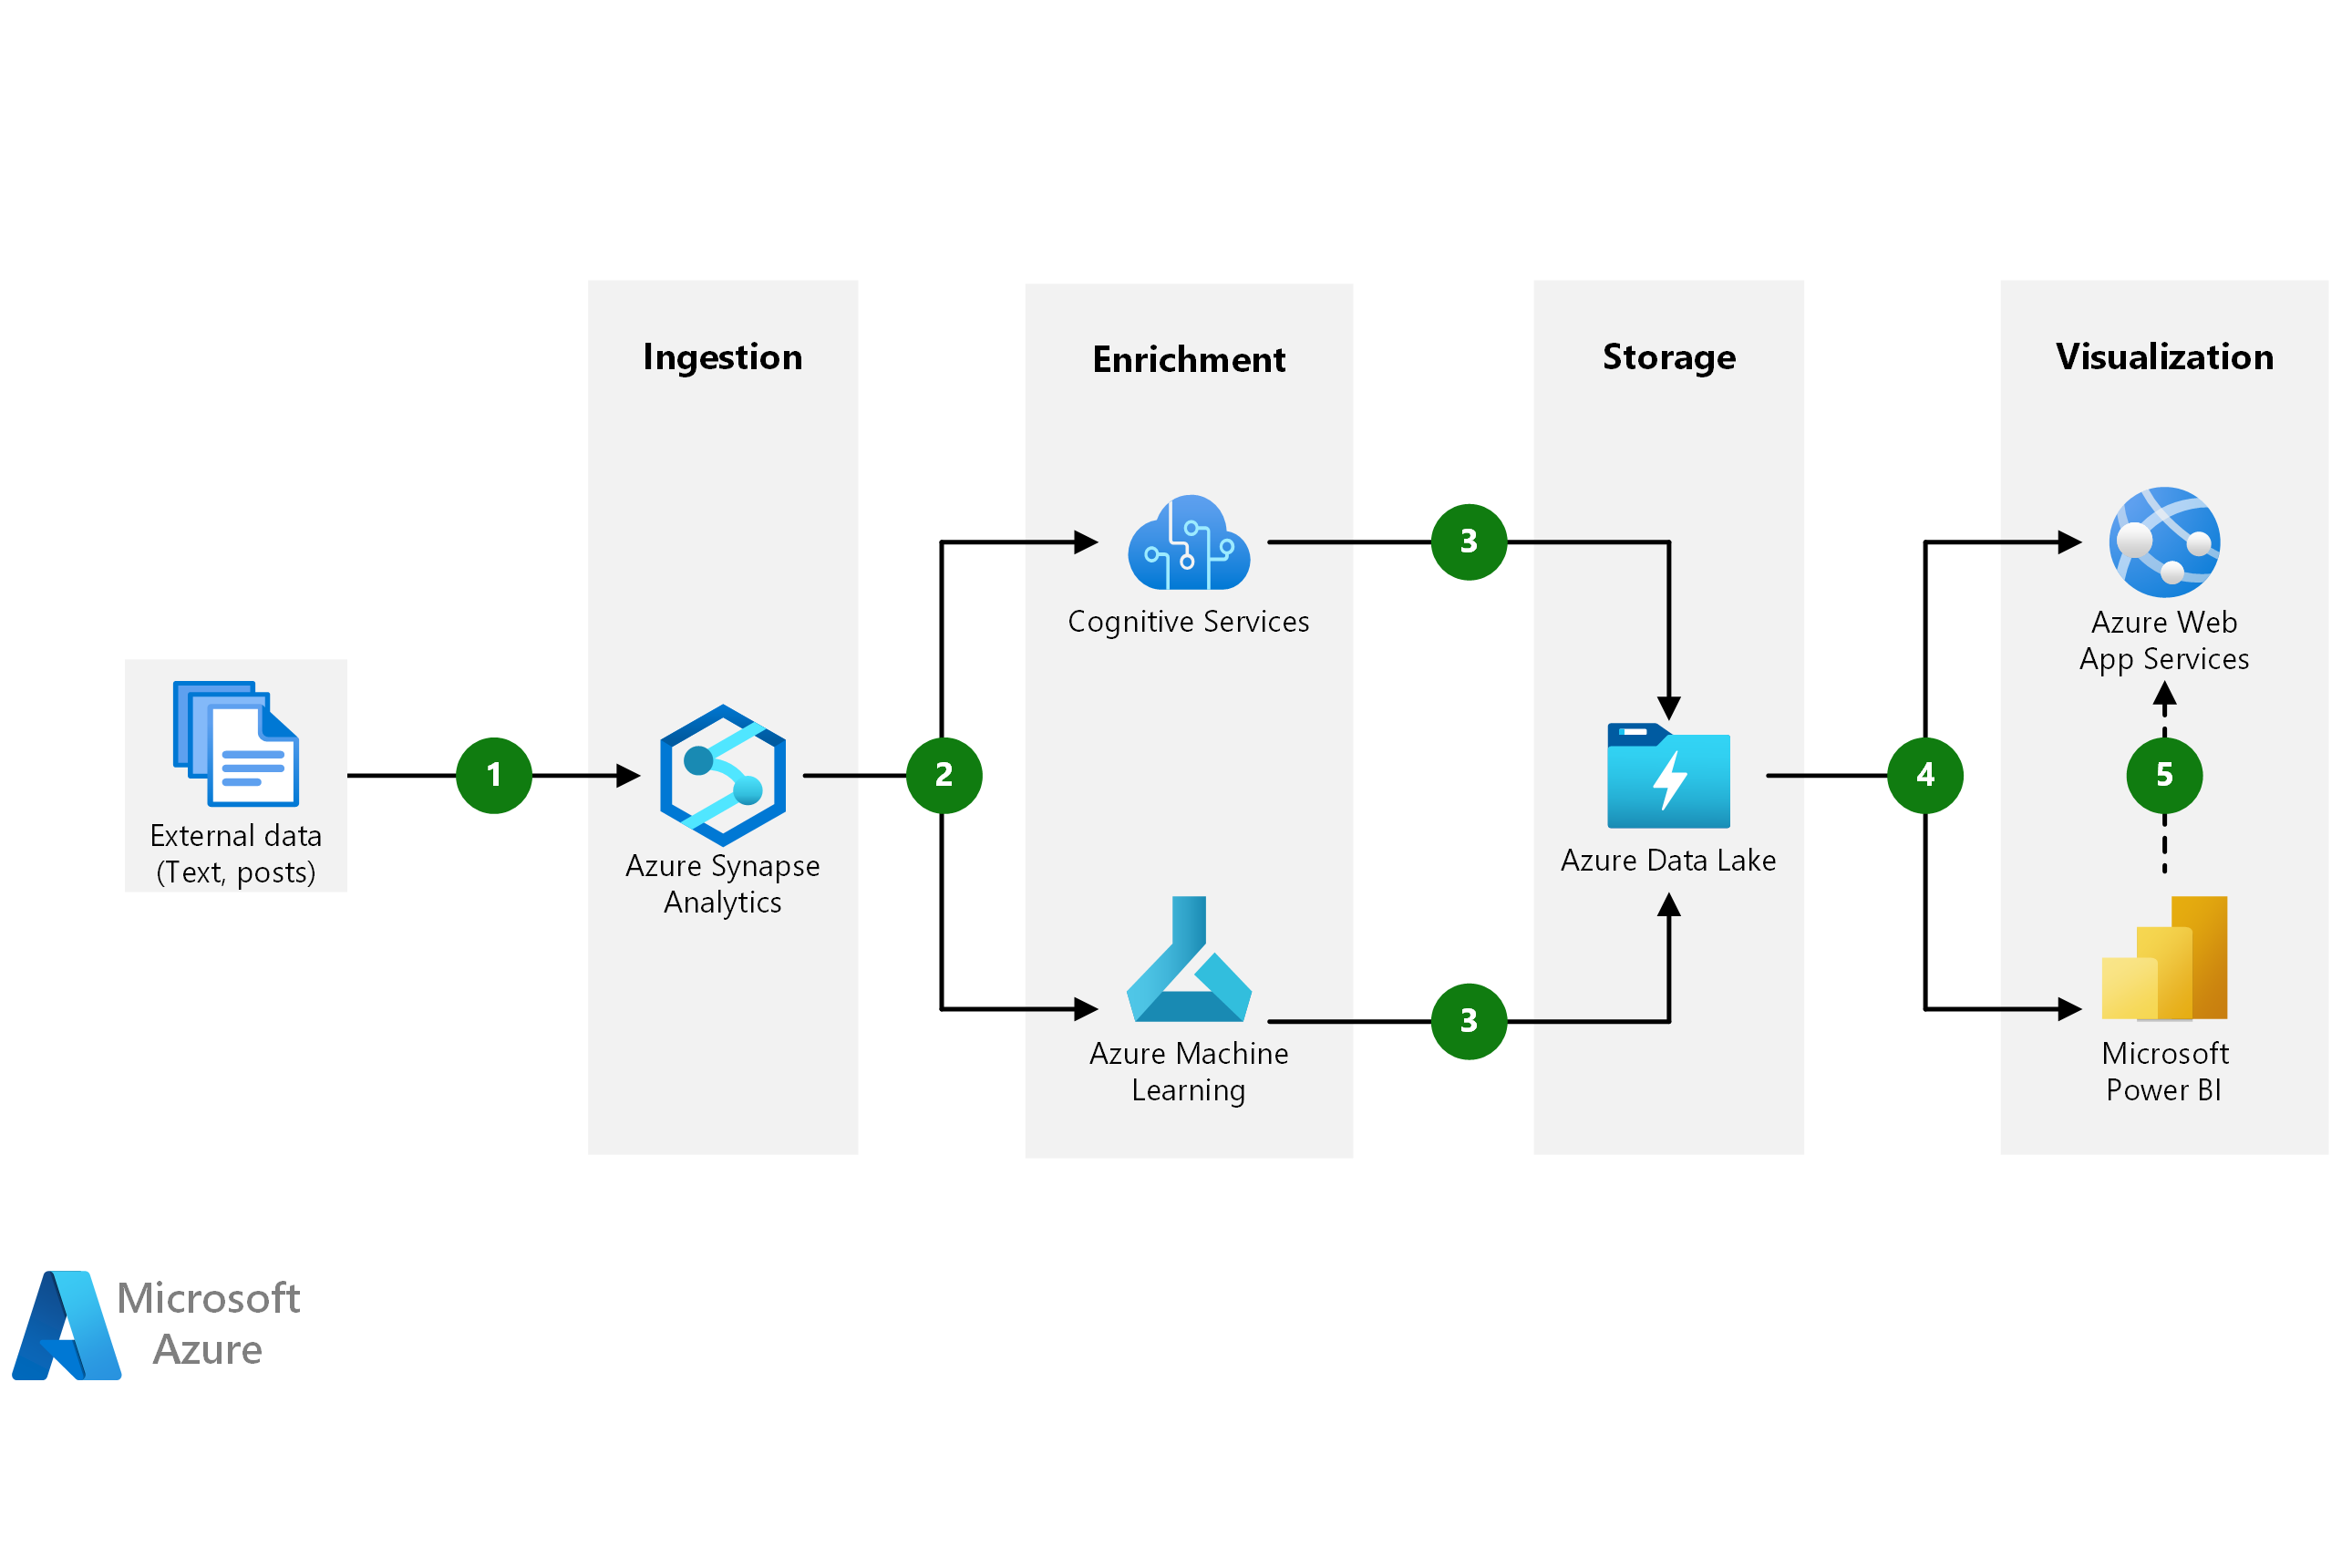 Ingestion
Enrichment
Storage
Visualization
External data
(Text, posts)
1
Azure Synapse
Analytics
2
Cognitive Services
Azure Machine
Learning
3
3
Azure Data Lake
4
Azure Web
App Services
5
Microsoft
Power BI
Microsoft
Azure